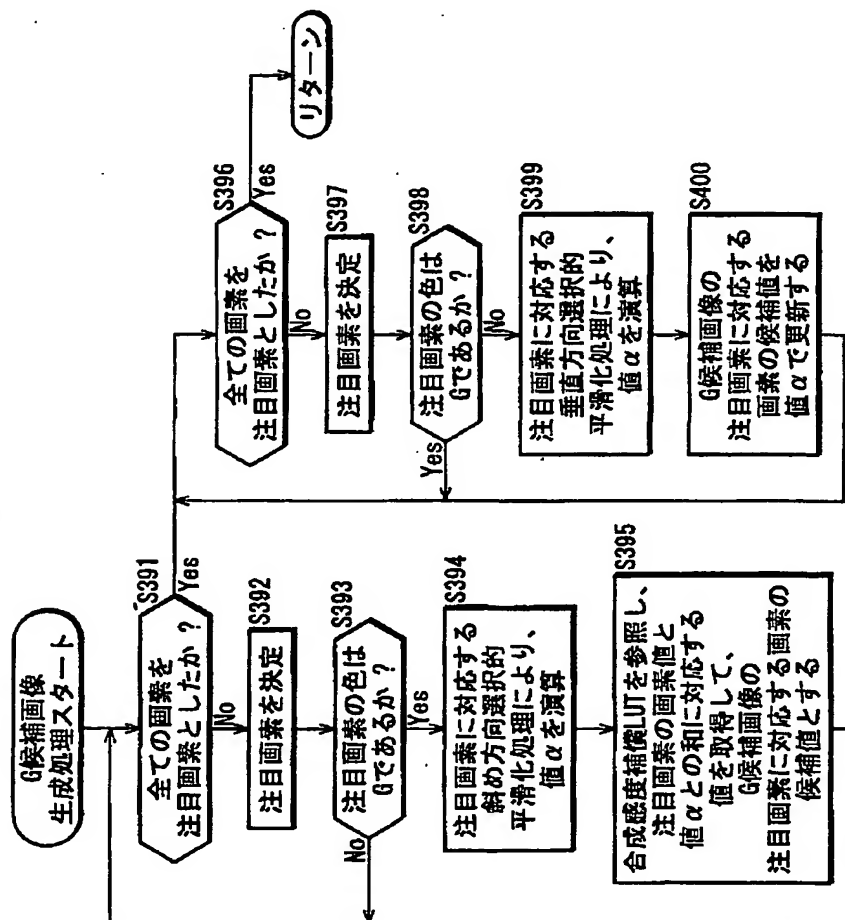 G候補画像
生成処理スタート
S391
全ての画素を
注目画素としたか?
Yes
No
S392
注目画素を決定
S393
注目画素の色は
Gであるか?
No
Yes
S394
注目画素に対応する
斜め方向選択的
平滑化処理により、
値αを演算
S395
合成感度補償LUTを参照し、
注目画素の画素値と
値αとの和に対応する
値を取得して、
G候補画像の
注目画素に対応する画素の
候補値とする
S396
全ての画素を
注目画素としたか?
Yes
No
リターン
S397
注目画素を決定
S398
注目画素の色は
Gであるか?
Yes
No
S399
注目画素に対応する
垂直方向選択的
平滑化処理により、
値αを演算
S400
G候補画像の
注目画素に対応する
画素の候補値を
値αで更新する